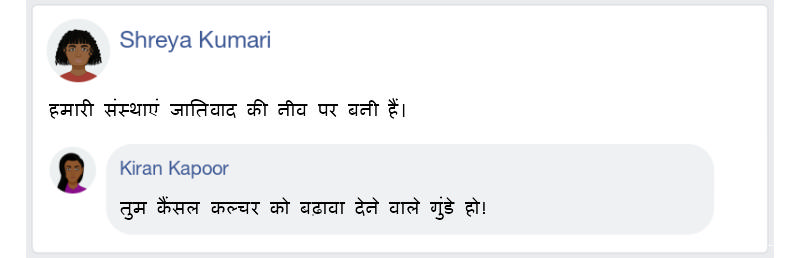 Shreya Kumari
हमारी संस्थाएं जातिवाद की नीव पर बनी हैं।
Kiran Kapoor
तुम कैंसल कल्चर को बढ़ावा देने वाले गुंडे हो!